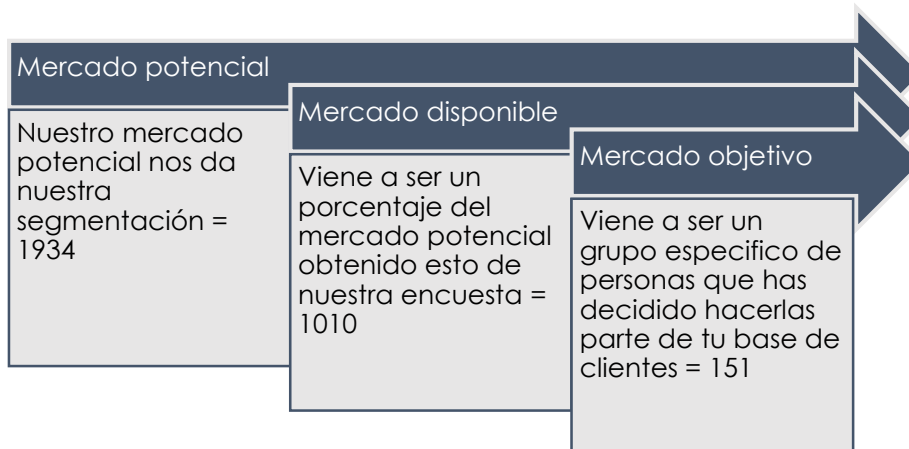 Mercado potencial
Nuestro mercado
potencial nos da
nuestra
segmentación =
1934
Mercado disponible
Viene a ser un
porcentaje del
mercado potencial
obtenido esto de
nuestra encuesta =
1010
Mercado objetivo
Viene a ser un
grupo especifico de
personas que has
decidido hacerlas
parte de tu base de
clientes = 151